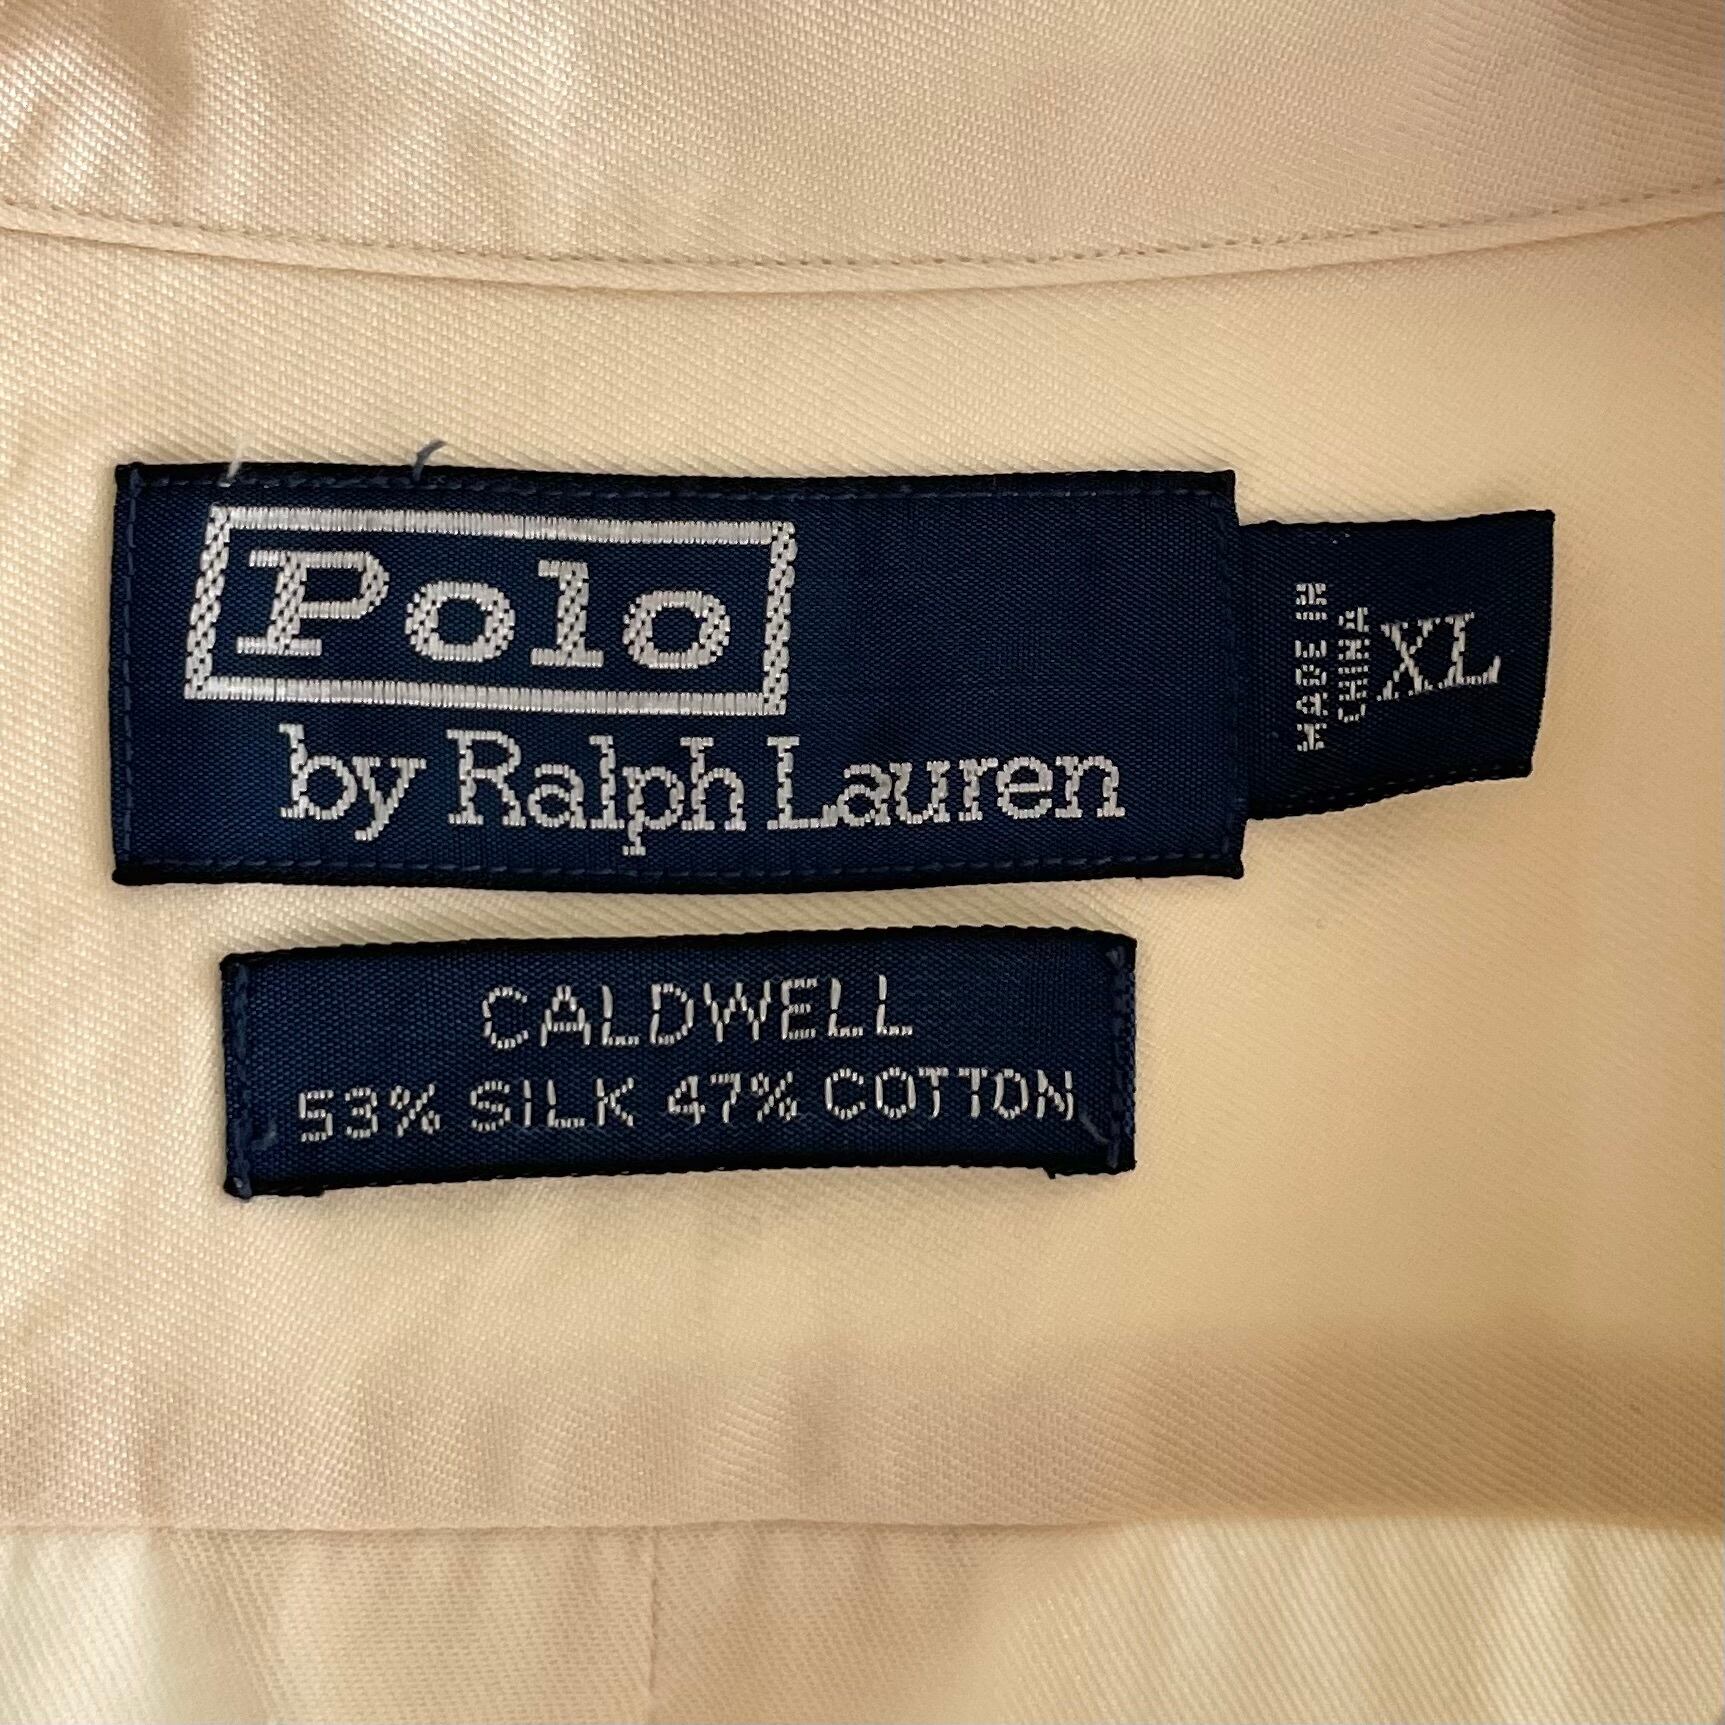 Polo
by Ralph Lauren
MADE IN
CHINA
XL
CALDWELL
53% SILK 47% COTTON